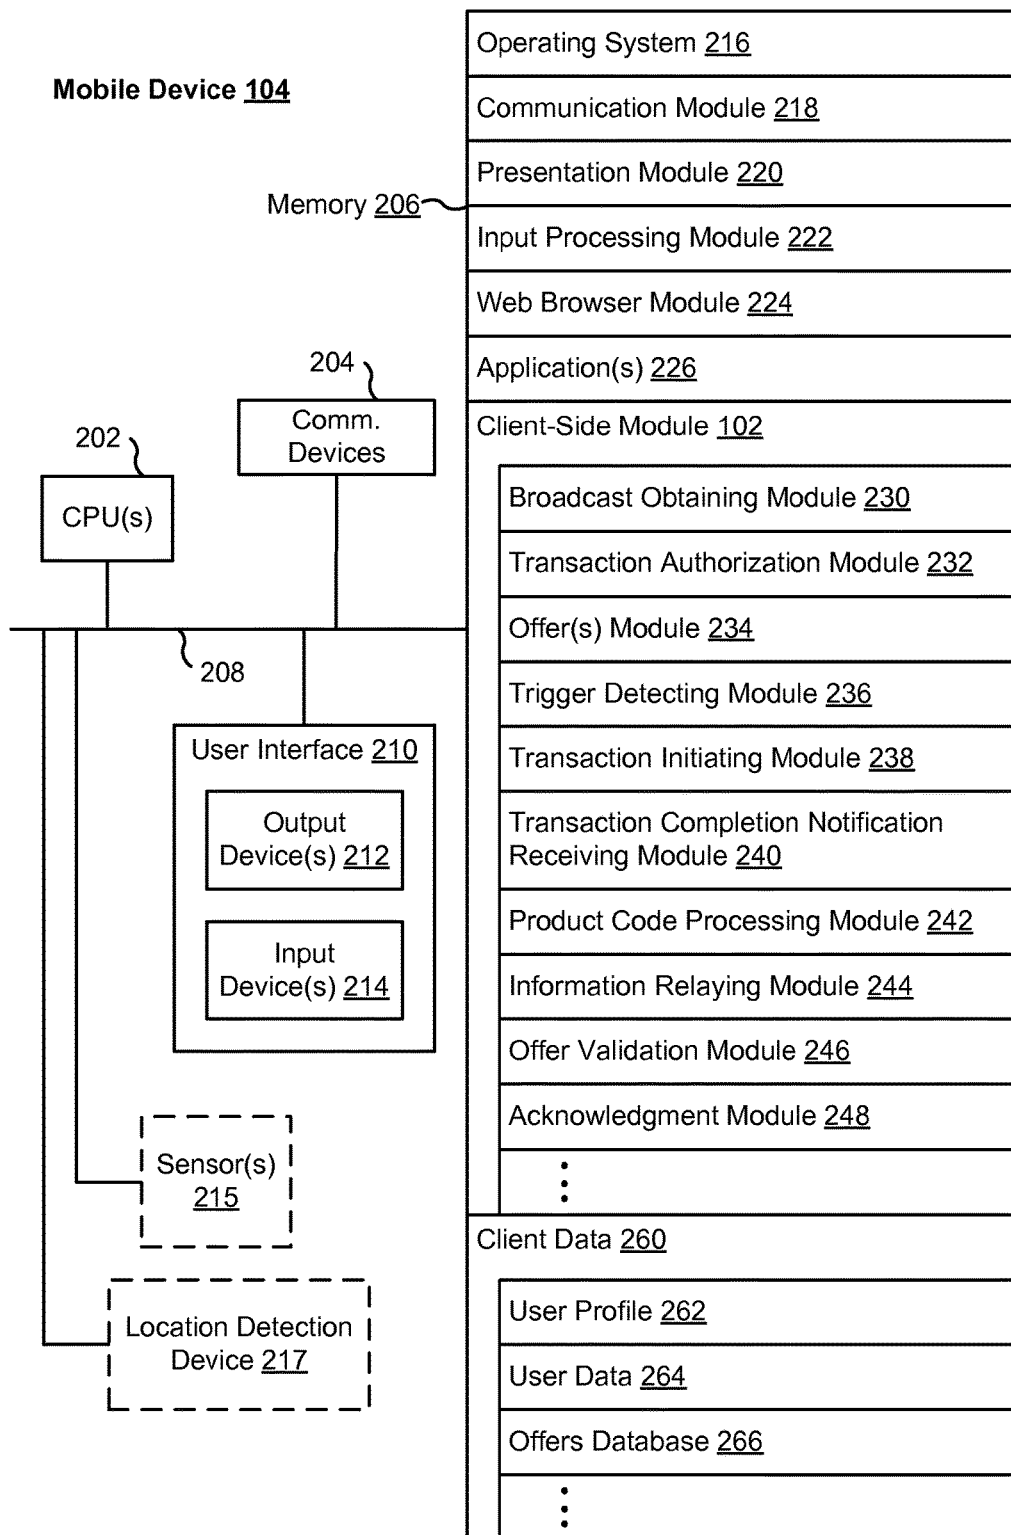 Mobile Device 104
Memory 206
204
Comm.
Devices
202
CPU(s)
208
User Interface 210
Output
Device(s) 212
Input
Device(s) 214
Sensor(s)
215
Location Detection
Device 217
Operating System 216
Communication Module 218
Presentation Module 220
Input Processing Module 222
Web Browser Module 224
Application(s) 226
Client-Side Module 102
Broadcast Obtaining Module 230
Transaction Authorization Module 232
Offer(s) Module 234
Trigger Detecting Module 236
Transaction Initiating Module 238
Transaction Completion Notification
Receiving Module 240
Product Code Processing Module 242
Information Relaying Module 244
Offer Validation Module 246
Acknowledgment Module 248
Client Data 260
User Profile 262
User Data 264
Offers Database 266